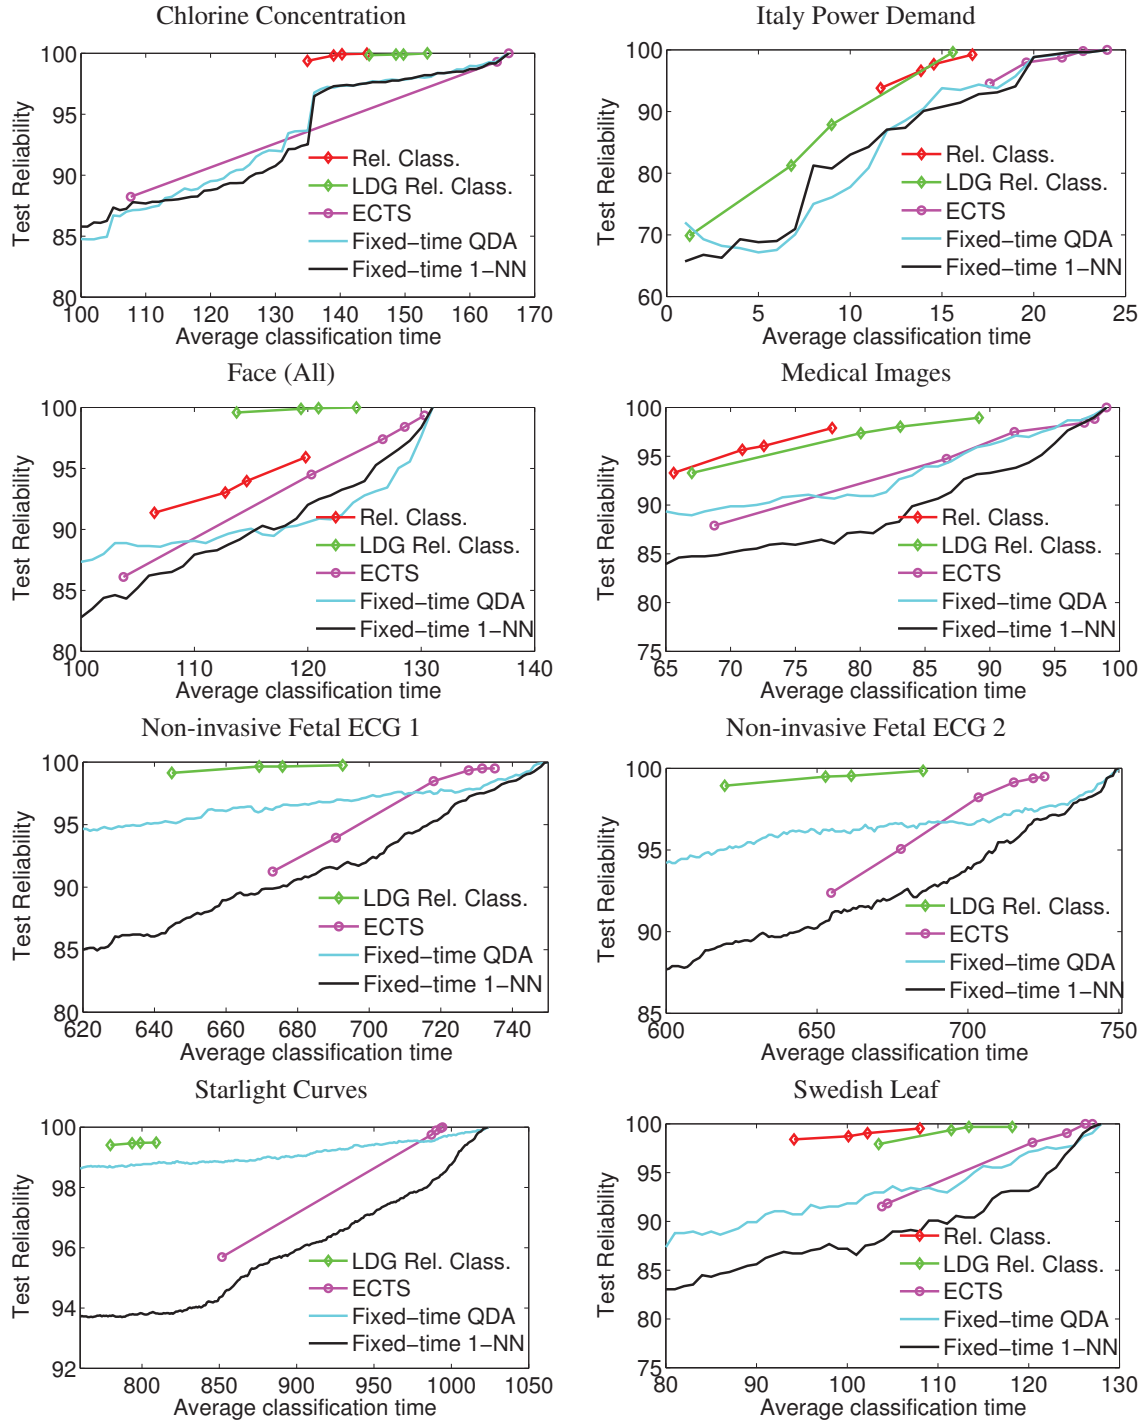 Chlorine Concentration
100
95
90
85
80
100 110 120 130 140 150 160 170
Test Reliability
Average classification time
Rel. Class.
LDG Rel. Class.
ECTS
Fixed-time QDA
Fixed-time 1-NN
Italy Power Demand
100
90
80
70
60
0 5 10 15 20 25
Test Reliability
Average classification time
Rel. Class.
LDG Rel. Class.
ECTS
Fixed-time QDA
Fixed-time 1-NN
Face (All)
100
95
90
85
80
100 110 120 130 140
Test Reliability
Average classification time
Rel. Class.
LDG Rel. Class.
ECTS
Fixed-time QDA
Fixed-time 1-NN
Medical Images
100
95
90
85
80
75
65 70 75 80 85 90 95 100
Test Reliability
Average classification time
Rel. Class.
LDG Rel. Class.
ECTS
Fixed-time QDA
Fixed-time 1-NN
Non-invasive Fetal ECG 1
100
95
90
85
80
620 640 660 680 700 720 740
Test Reliability
Average classification time
LDG Rel. Class.
ECTS
Fixed-time QDA
Fixed-time 1-NN
Non-invasive Fetal ECG 2
100
95
90
85
600 650 700 750
Test Reliability
Average classification time
LDG Rel. Class.
ECTS
Fixed-time QDA
Fixed-time 1-NN
Starlight Curves
100
98
96
94
92
800 850 900 950 1000 1050
Test Reliability
Average classification time
LDG Rel. Class.
ECTS
Fixed-time QDA
Fixed-time 1-NN
Swedish Leaf
100
95
90
85
80
75
80 90 100 110 120 130
Test Reliability
Average classification time
Rel. Class.
LDG Rel. Class.
ECTS
Fixed-time QDA
Fixed-time 1-NN